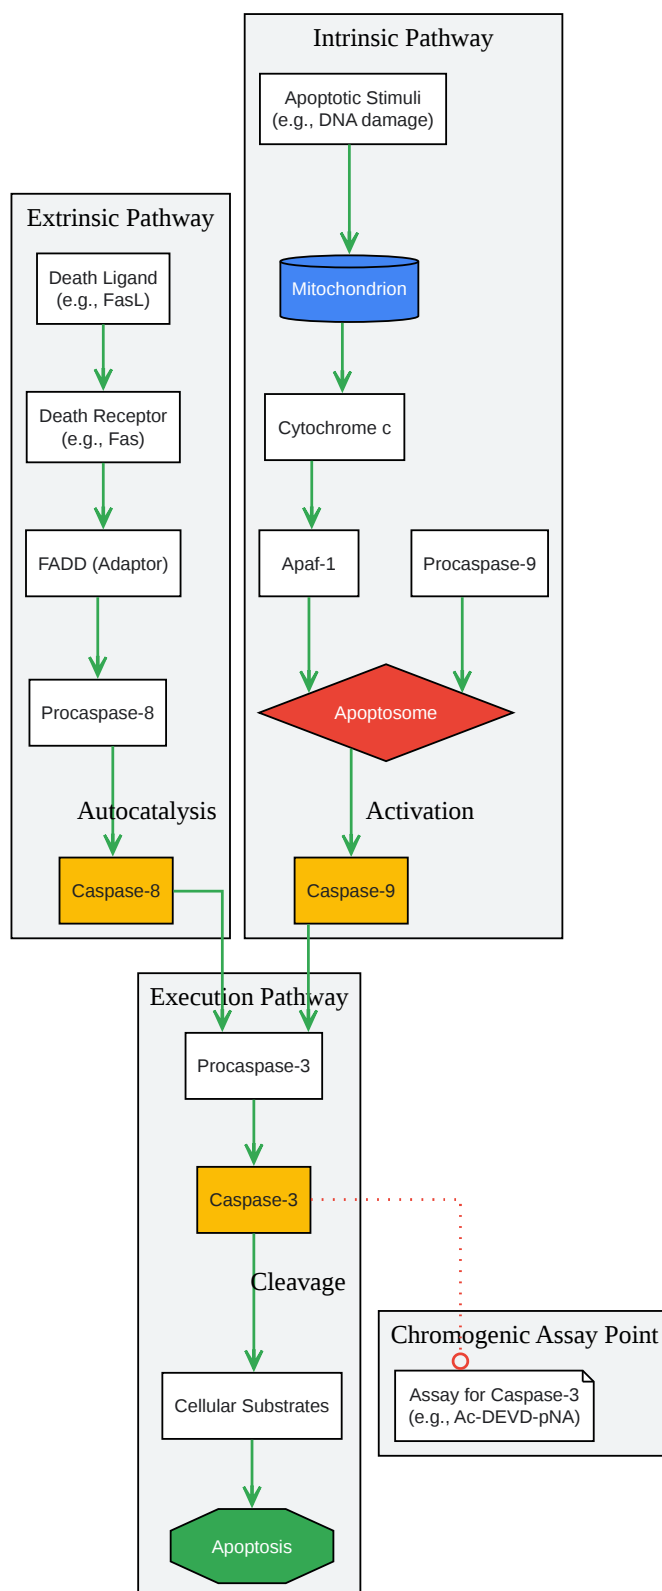 Intrinsic Pathway
Apoptotic Stimuli
(e.g., DNA damage)
Mitochondrion
Cytochrome c
Apaf-1
Procaspase-9
Apoptosome
Activation
Caspase-9
Extrinsic Pathway
Death Ligand
(e.g., FasL)
Death Receptor
(e.g., Fas)
FADD (Adaptor)
Procaspase-8
Autocatalysis
Caspase-8
Execution Pathway
Procaspase-3
Caspase-3
Cleavage
Cellular Substrates
Apoptosis
Chromogenic Assay Point
Assay for Caspase-3
(e.g., Ac-DEVD-pNA)